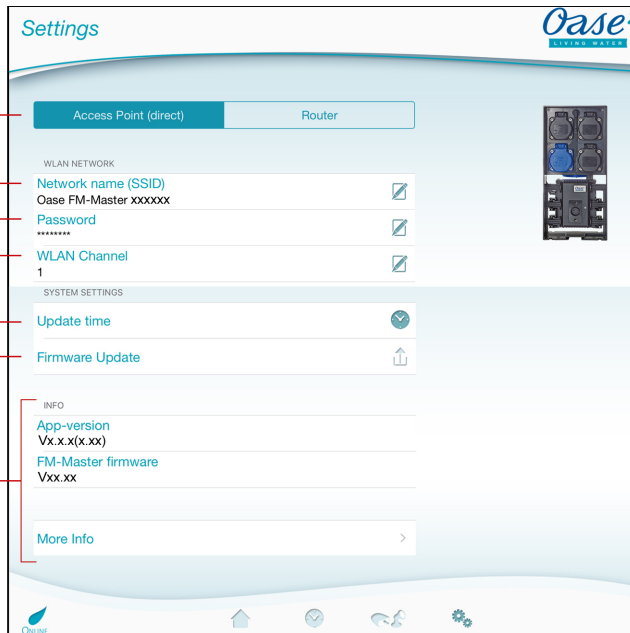 Settings
Oase
LIVING WATER
Access Point (direct)
Router
WLAN NETWORK
Network name (SSID)
Oase FM-Master xxxxxx
Password
********
WLAN Channel
1
SYSTEM SETTINGS
Update time
Firmware Update
INFO
App-version
Vx.x.x(x.xx)
FM-Master firmware
Vxx.xx
More Info
ONLINE